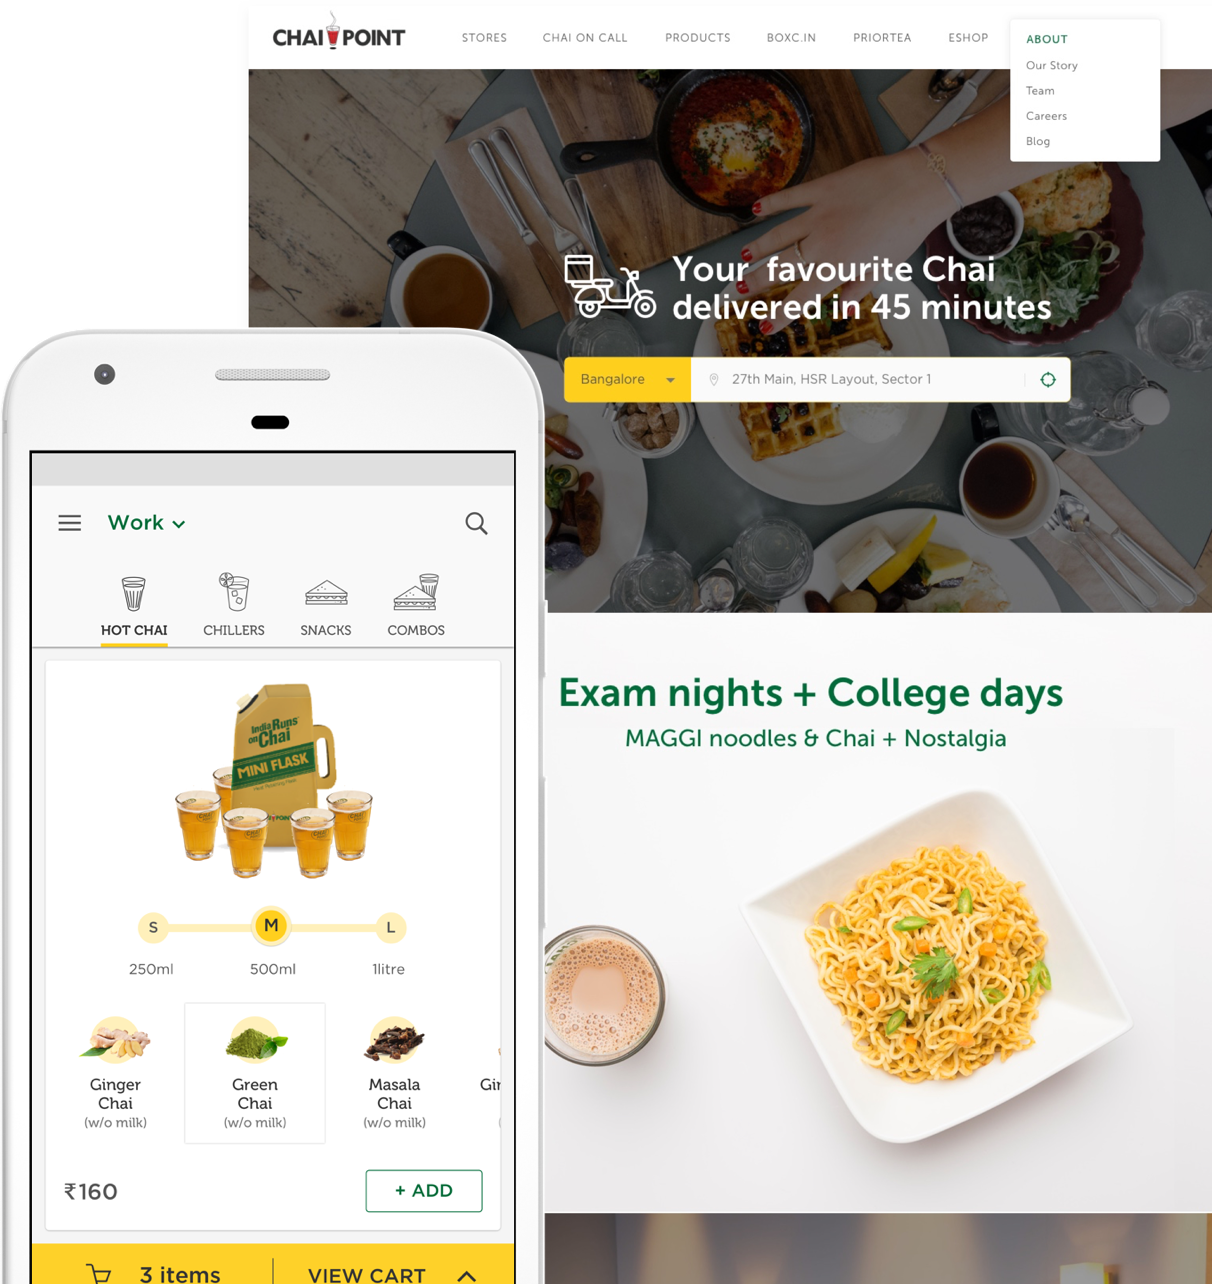 CHAI POINT
STORES
CHAI ON CALL
PRODUCTS
BOXC.IN
PRIORTEA
ESHOP
ABOUT
Our Story
Team
Careers
Blog
Your favourite Chai
delivered in 45 minutes
Bangalore
27th Main, HSR Layout, Sector 1
Exam nights + College days
MAGGI noodles & Chai + Nostalgia
Work
HOT CHAI
CHILLERS
SNACKS
COMBOS
India Runs
on Chai
MINI FLASK
S
M
L
250ml
500ml
1litre
Ginger
Chai
(w/o milk)
Green
Chai
(w/o milk)
Masala
Chai
(w/o milk)
Gin
₹160
+ ADD
3 items
VIEW CART